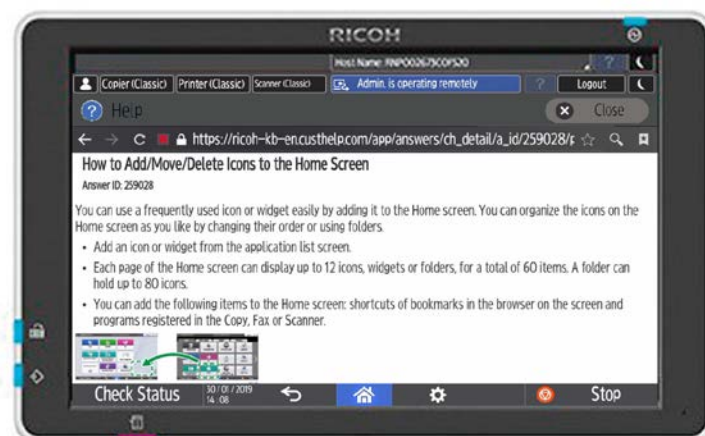 RICOH
Host Name: RNP002673C0F520
?
Copier (Classic) Printer (Classic) Scanner (Classic) Admin. is operating remotely ? Logout
? Help × Close
https://ricoh-kb-en.custhelp.com/app/answers/ch_detail/a_id/259028/p
How to Add/Move/Delete Icons to the Home Screen
Answer ID: 259028
You can use a frequently used icon or widget easily by adding it to the Home screen. You can organize the icons on the
Home screen as you like by changing their order or using folders.
• Add an icon or widget from the application list screen.
• Each page of the Home screen can display up to 12 icons, widgets or folders, for a total of 60 items. A folder can
hold up to 80 icons.
• You can add the following items to the Home screen: shortcuts of bookmarks in the browser on the screen and
programs registered in the Copy, Fax or Scanner.
Check Status 30/01/2019 Stop
14:08